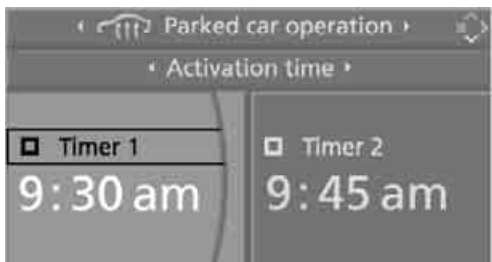 Parked car operation
Activation time
Timer 1
9:30 am
Timer 2
9:45 am